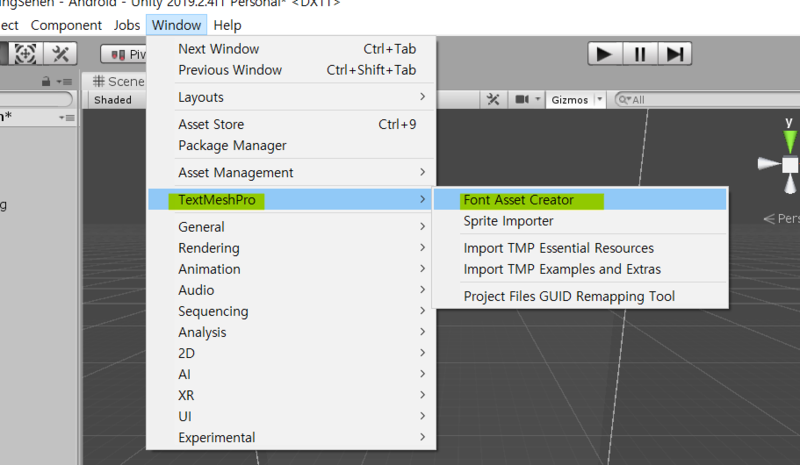 ingSehen - Android - Unity 2019.2.4f1 Personal* <DX11>
ect Component Jobs Window Help
Piv
Scene
Shaded
Gizmos
All
n*
ng
Next Window Ctrl+Tab
Previous Window Ctrl+Shift+Tab
Layouts
Asset Store Ctrl+9
Package Manager
Asset Management
TextMeshPro
General
Rendering
Animation
Audio
Sequencing
Analysis
2D
AI
XR
UI
Experimental
Font Asset Creator
Sprite Importer
Import TMP Essential Resources
Import TMP Examples and Extras
Project Files GUID Remapping Tool
y
Pers